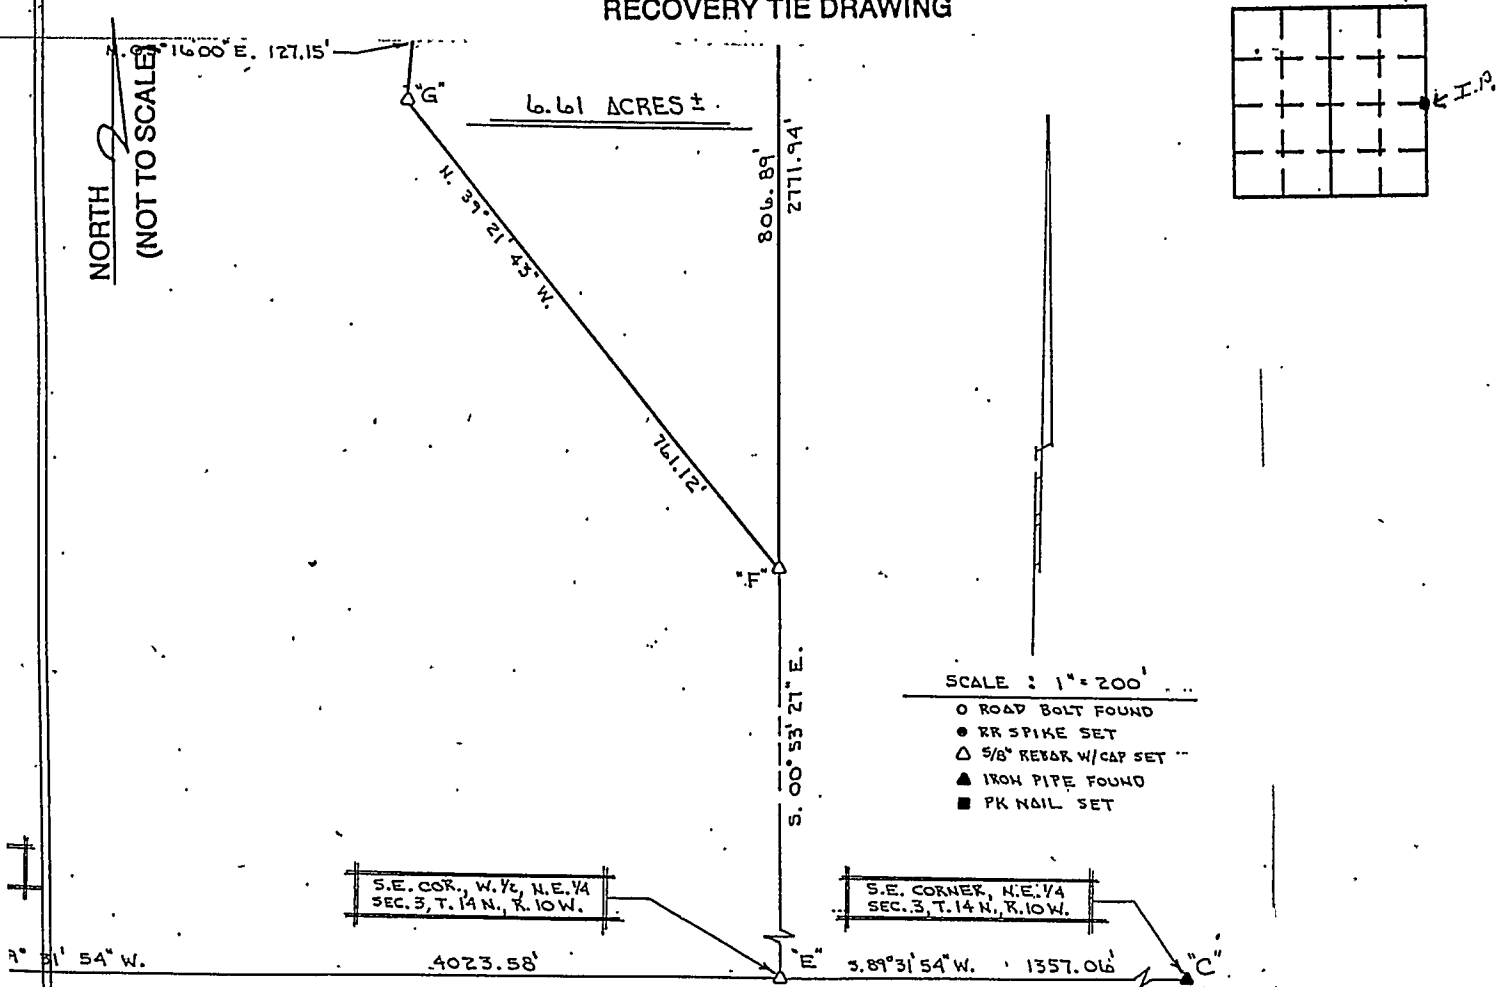 RECOVERY TIE DRAWING
16'00" E. 127.15'
"G"
6.61 ACRES ±
I.P.
NORTH
(NOT TO SCALE)
N. 39° 21' 43" W.
761.12'
806.89'
2771.94'
"F"
S. 00° 53' 27" E.
SCALE : 1" = 200'
ROAD BOLT FOUND
RR SPIKE SET
5/8" REBAR W/CAP SET
IRON PIPE FOUND
PK NAIL SET
S.E. COR., W. 1/2, N.E. 1/4
SEC. 3, T. 14 N., R. 10 W.
S.E. CORNER, N.E. 1/4
SEC. 3, T. 14 N., R. 10 W.
31' 54" W.
4023.58'
"E"
S. 89° 31' 54" W.
1357.06'
"C"